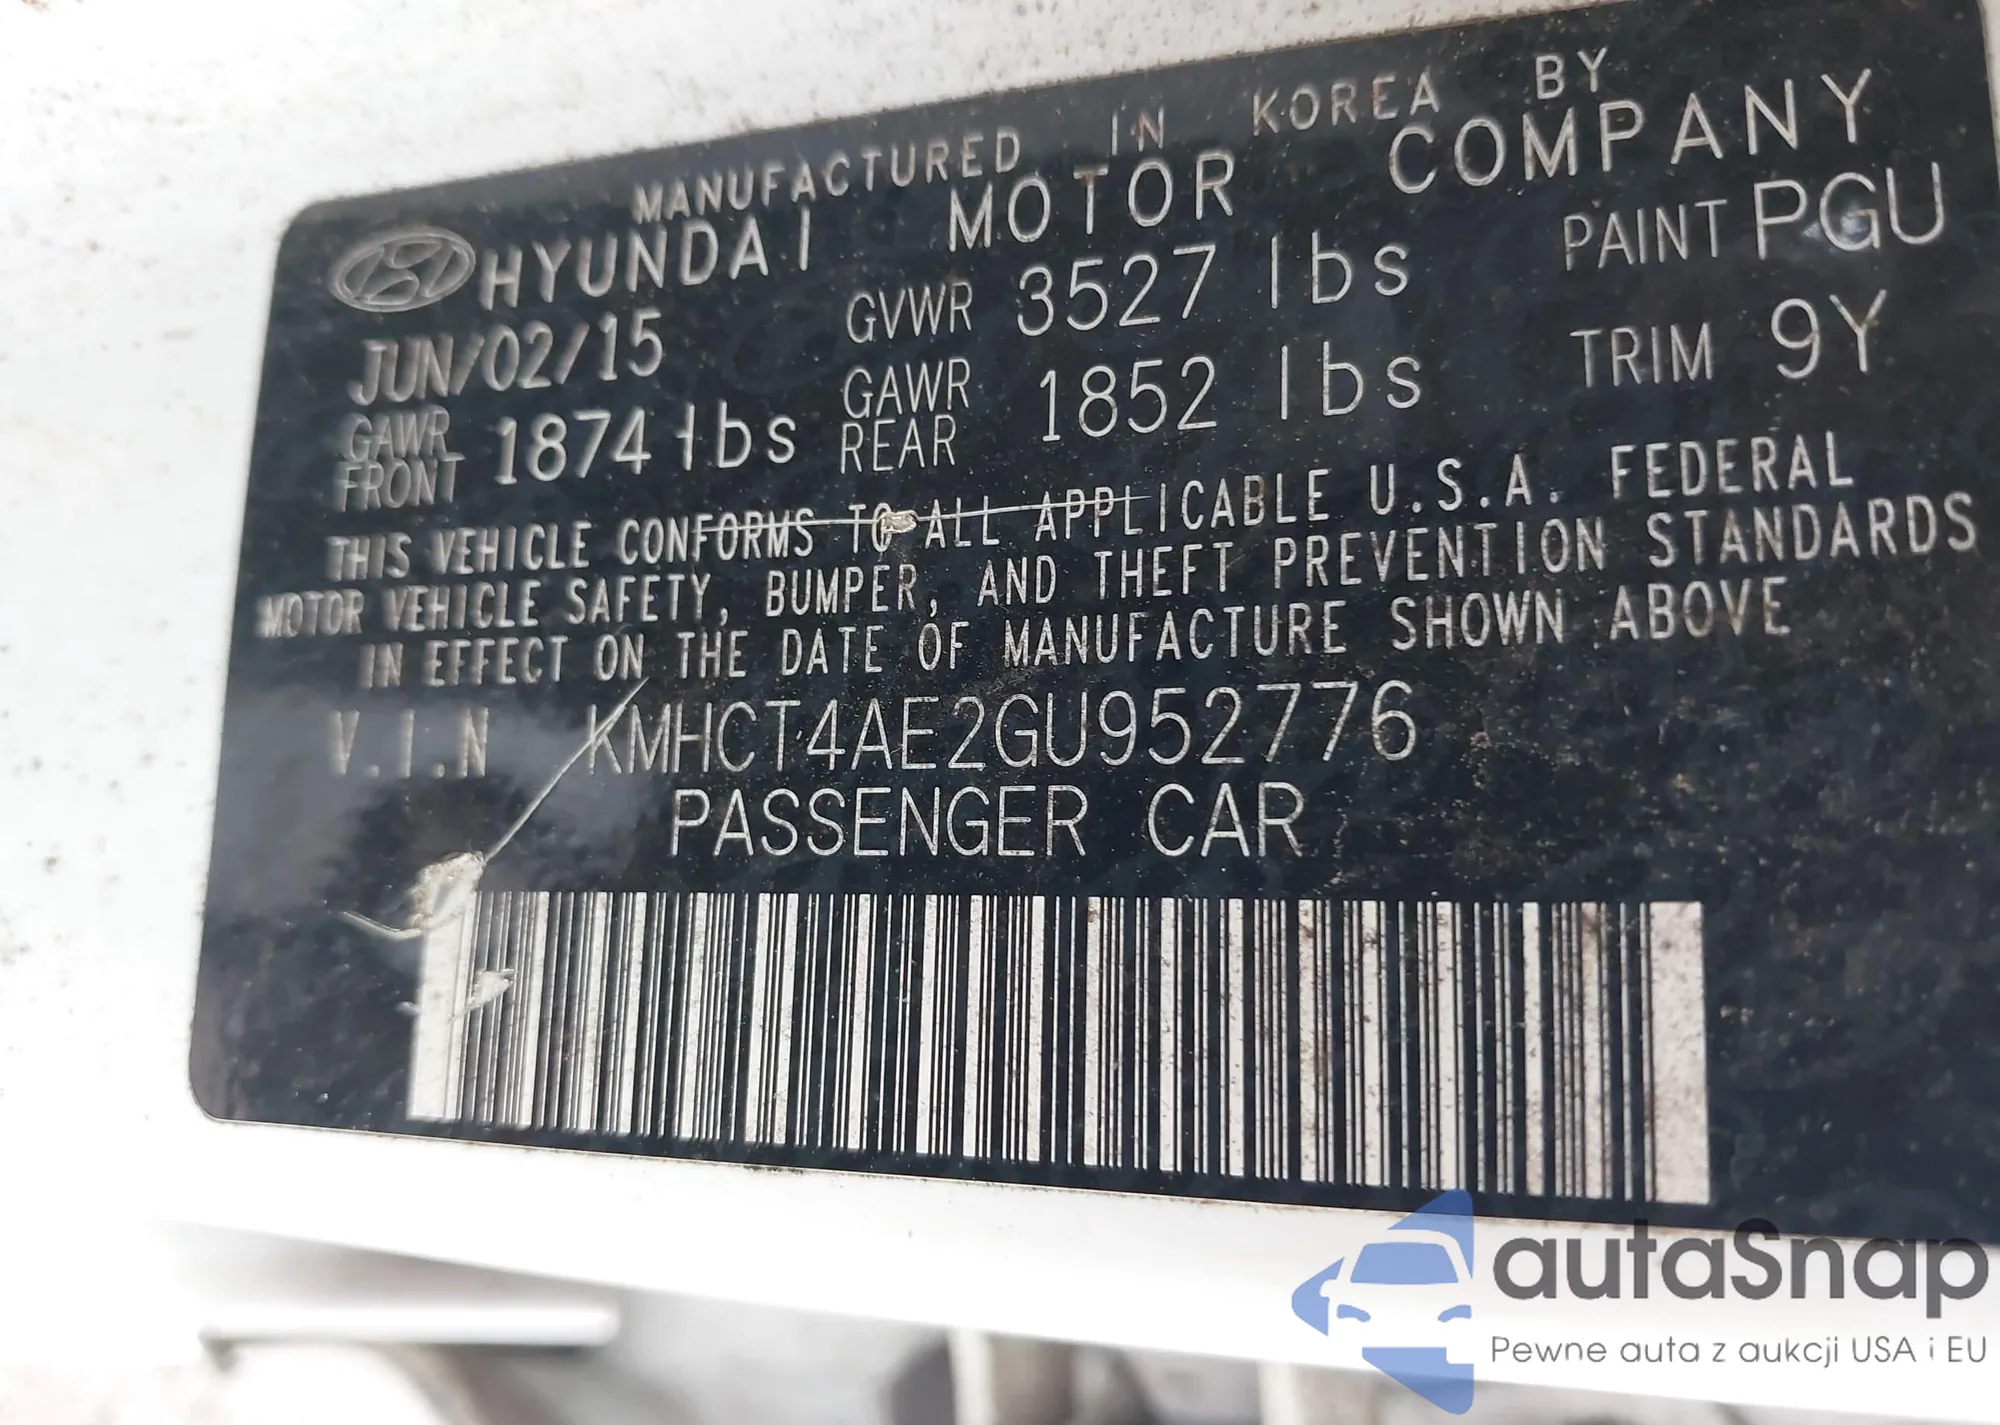 MANUFACTURED IN KOREA BY
HYUNDAI MOTOR COMPANY
JUN/02/15 GVWR 3527 lbs PAINT PGU
GAWR FRONT 1874 lbs GAWR REAR 1852 lbs TRIM 9Y
THIS VEHICLE CONFORMS TO ALL APPLICABLE U.S.A. FEDERAL
MOTOR VEHICLE SAFETY, BUMPER, AND THEFT PREVENTION STANDARDS
IN EFFECT ON THE DATE OF MANUFACTURE SHOWN ABOVE
V.I.N KMHCT4AE2GU952776
PASSENGER CAR
autaSnap
Pewne auta z aukcji USA i EU